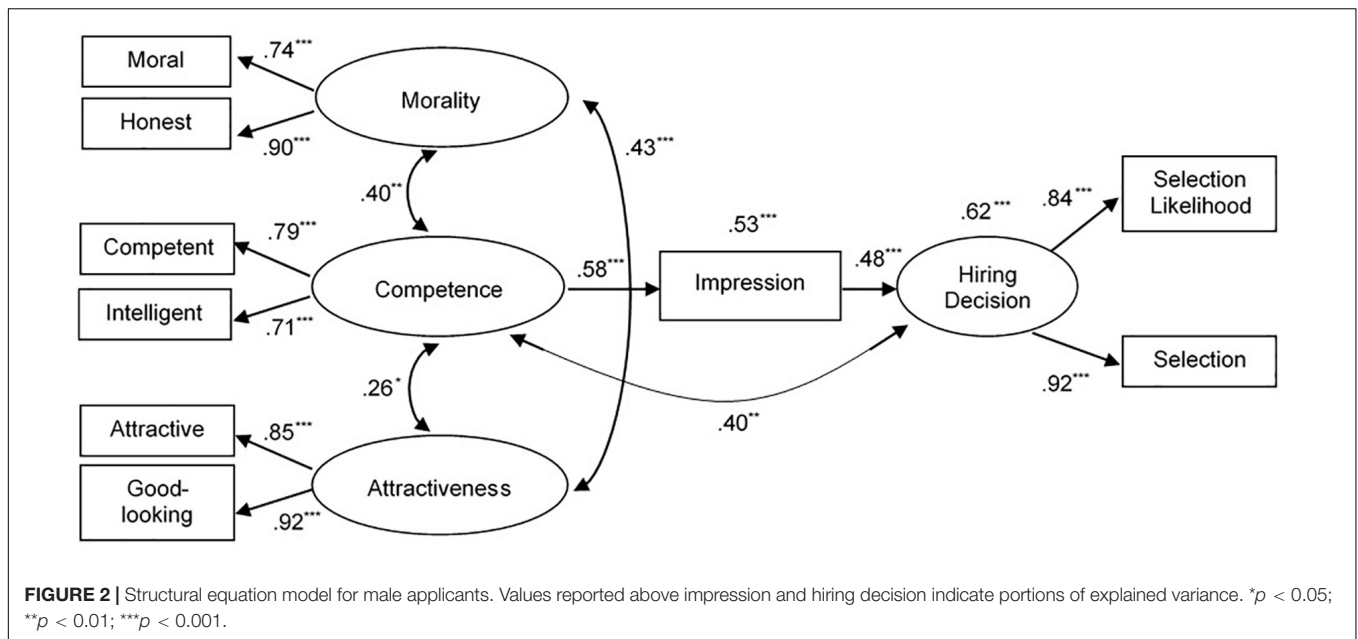 Moral
.74***
Honest
.90***
Morality
.43***
.40**
Competent
.79***
Intelligent
.71***
Competence
.58***
.53***
Impression
.48***
.62***
Hiring
Decision
.84***
Selection
Likelihood
Selection
.92***
.26*
.40**
Attractive
.85***
Good-
looking
.92***
Attractiveness
FIGURE 2 | Structural equation model for male applicants. Values reported above impression and hiring decision indicate portions of explained variance. *p < 0.05;
**p < 0.01; ***p < 0.001.